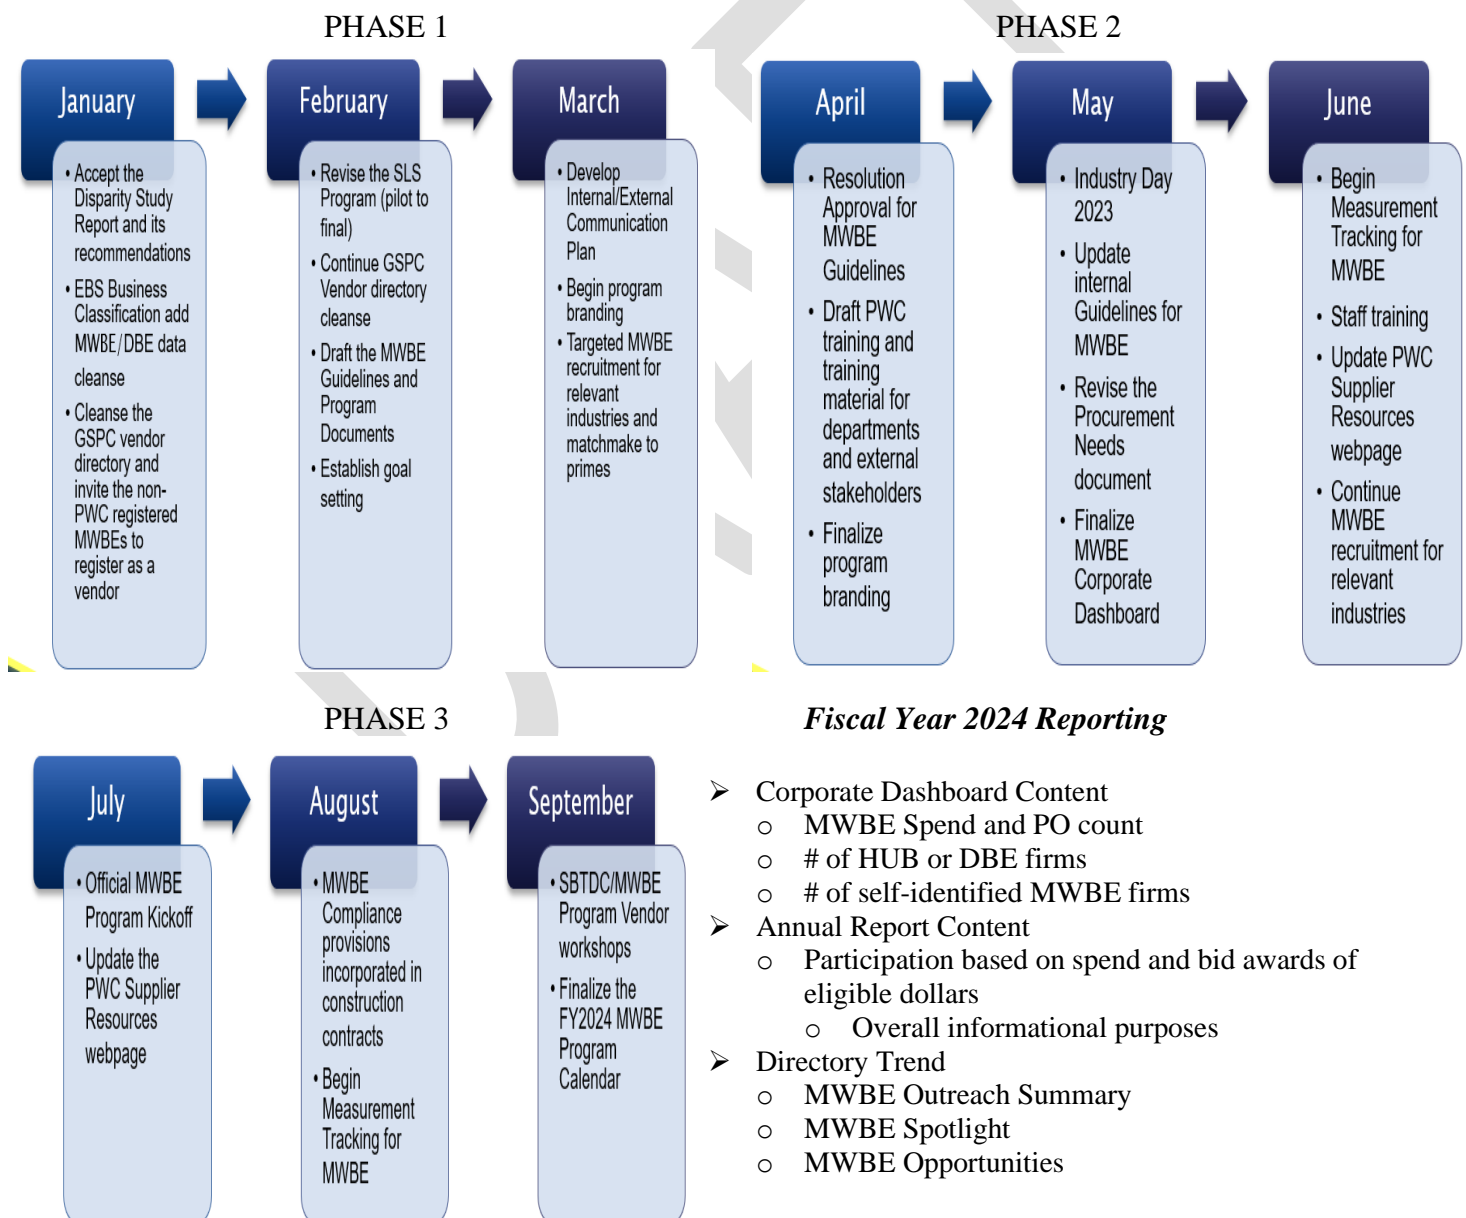 PHASE 1
January
• Accept the
Disparity Study
Report and its
recommendations
• EBS Business
Classification add
MWBE/DBE data
cleanse
• Cleanse the
GSPC vendor
directory and
invite the non-
PWC registered
MWBEs to
register as a
vendor
February
• Revise the SLS
Program (pilot to
final)
• Continue GSPC
Vendor directory
cleanse
• Draft the MWBE
Guidelines and
Program
Documents
• Establish goal
setting
March
• Develop
Internal/External
Communication
Plan
• Begin program
branding
• Targeted MWBE
recruitment for
relevant
industries and
matchmake to
primes
PHASE 2
April
• Resolution
Approval for
MWBE
Guidelines
• Draft PWC
training and
training
material for
departments
and external
stakeholders
• Finalize
program
branding
May
• Industry Day
2023
• Update
internal
Guidelines for
MWBE
• Revise the
Procurement
Needs
document
• Finalize
MWBE
Corporate
Dashboard
June
• Begin
Measurement
Tracking for
MWBE
• Staff training
• Update PWC
Supplier
Resources
webpage
• Continue
MWBE
recruitment for
relevant
industries
PHASE 3
July
• Official MWBE
Program Kickoff
• Update the
PWC Supplier
Resources
webpage
August
• MWBE
Compliance
provisions
incorporated in
construction
contracts
• Begin
Measurement
Tracking for
MWBE
September
• SBTDC/MWBE
Program Vendor
workshops
• Finalize the
FY2024 MWBE
Program
Calendar
Fiscal Year 2024 Reporting
➢ Corporate Dashboard Content
o MWBE Spend and PO count
o # of HUB or DBE firms
o # of self-identified MWBE firms
➢ Annual Report Content
o Participation based on spend and bid awards of
eligible dollars
o Overall informational purposes
➢ Directory Trend
o MWBE Outreach Summary
o MWBE Spotlight
o MWBE Opportunities